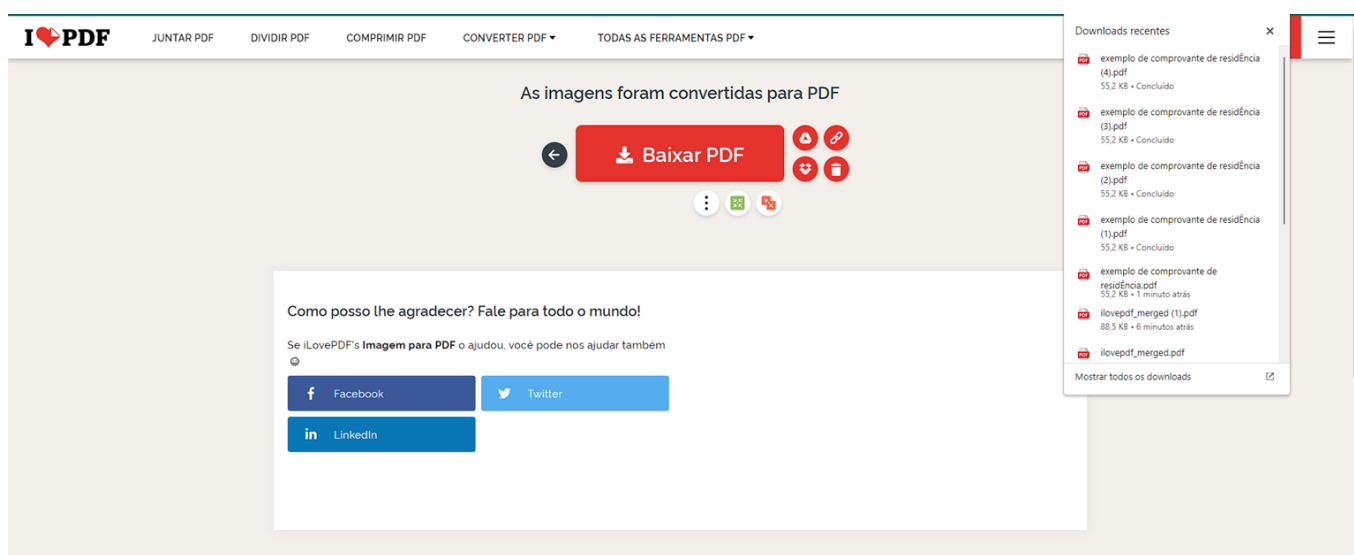 I PDF
JUNTAR PDF
DIVIDIR PDF
COMPRIMIR PDF
CONVERTER PDF
TODAS AS FERRAMENTAS PDF
As imagens foram convertidas para PDF
Baixar PDF
Como posso lhe agradecer? Fale para todo o mundo!
Se iLovePDF's Imagem para PDF o ajudou, você pode nos ajudar também
Facebook
Twitter
LinkedIn
Downloads recentes
exemplo de comprovante de residÊncia
(4).pdf
55,2 KB • Concluído
exemplo de comprovante de residÊncia
(3).pdf
55,2 KB • Concluído
exemplo de comprovante de residÊncia
(2).pdf
55,2 KB • Concluído
exemplo de comprovante de residÊncia
(1).pdf
55,2 KB • Concluído
exemplo de comprovante de
residÊncia.pdf
55,2 KB • 1 minuto atrás
ilovepdf_merged (1).pdf
88,5 KB • 6 minutos atrás
ilovepdf_merged.pdf
Mostrar todos os downloads